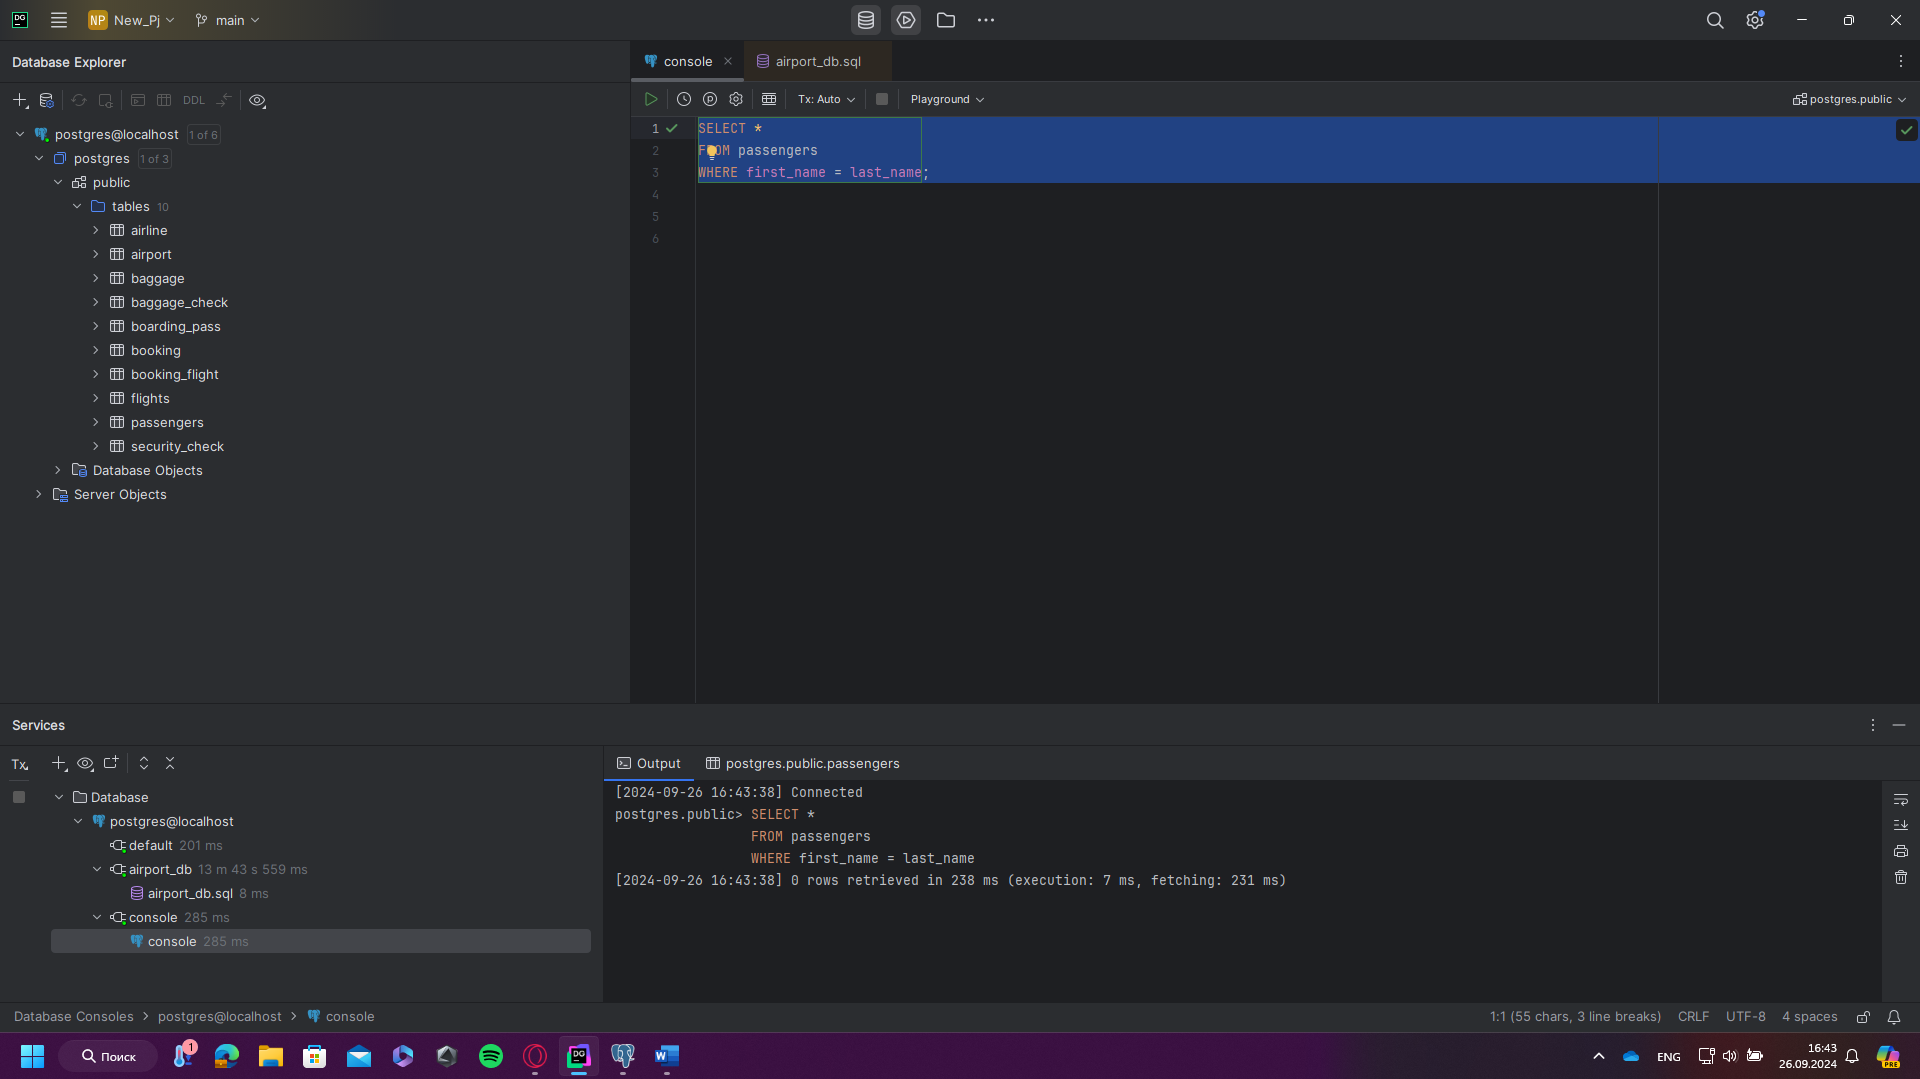 DG
NP New_Pj main
Database Explorer
console airport_db.sql
DDL
Tx: Auto Playground postgres.public
postgres@localhost 1 of 6
postgres 1 of 3
public
tables 10
airline
airport
baggage
baggage_check
boarding_pass
booking
booking_flight
flights
passengers
security_check
Database Objects
Server Objects
1 SELECT *
2 FROM passengers
3 WHERE first_name = last_name;
4
5
6
Services
Tx
Database
postgres@localhost
default 201 ms
airport_db 13 m 43 s 559 ms
airport_db.sql 8 ms
console 285 ms
console 285 ms
Output postgres.public.passengers
[2024-09-26 16:43:38] Connected
postgres.public> SELECT *
FROM passengers
WHERE first_name = last_name
[2024-09-26 16:43:38] 0 rows retrieved in 238 ms (execution: 7 ms, fetching: 231 ms)
Database Consoles > postgres@localhost > console
1:1 (55 chars, 3 line breaks) CRLF UTF-8 4 spaces
Поиск
1
DG
W
ENG
16:43
26.09.2024
PRE